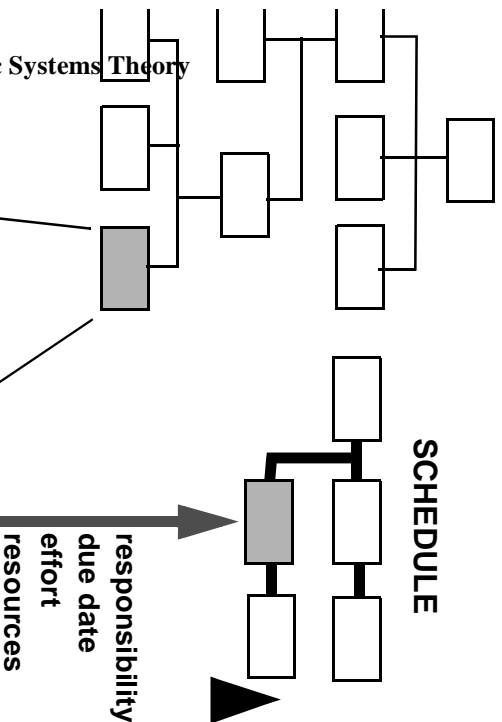 Systems Theory
SCHEDULE
responsibility
due date
effort
resources